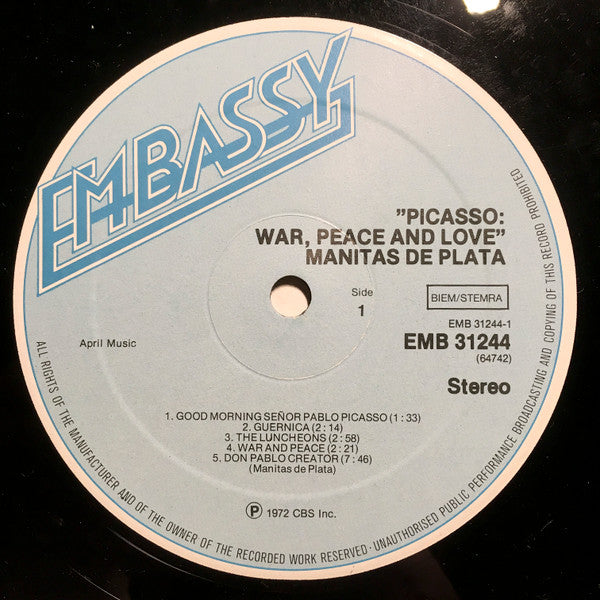 EMBASSY
"PICASSO:
WAR, PEACE AND LOVE"
MANITAS DE PLATA
Side
1
BIEM/STEMRA
EMB 31244-1
EMB 31244
(64742)
Stereo
April Music
1. GOOD MORNING SEÑOR PABLO PICASSO (1 : 33)
2. GUERNICA (2 : 14)
3. THE LUNCHEONS (2 : 58)
4. WAR AND PEACE (2 : 21)
5. DON PABLO CREATOR (7 : 46)
(Manitas de Plata)
Ⓟ 1972 CBS Inc.
ALL RIGHTS OF THE MANUFACTURER AND OF THE OWNER OF THE RECORDED WORK RESERVED · UNAUTHORISED PUBLIC PERFORMANCE BROADCASTING AND COPYING OF THIS RECORD PROHIBITED